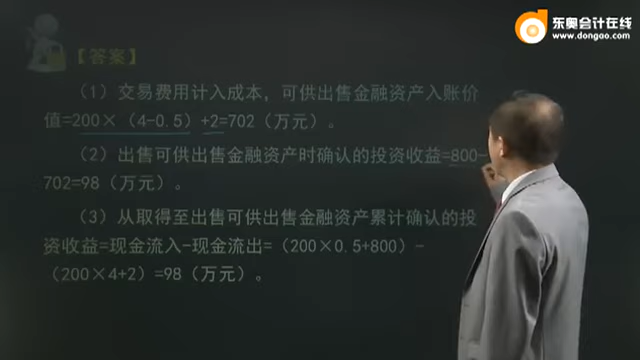 东奥会计在线
www.dongao.com
【答案】
（1）交易费用计入成本，可供出售金融资产入账价
值=200×（4-0.5）+2=702（万元）。
（2）出售可供出售金融资产时确认的投资收益=800-
702=98（万元）。
（3）从取得至出售可供出售金融资产累计确认的投
资收益=现金流入-现金流出=（200×0.5+800）-
（200×4+2）=98（万元）。